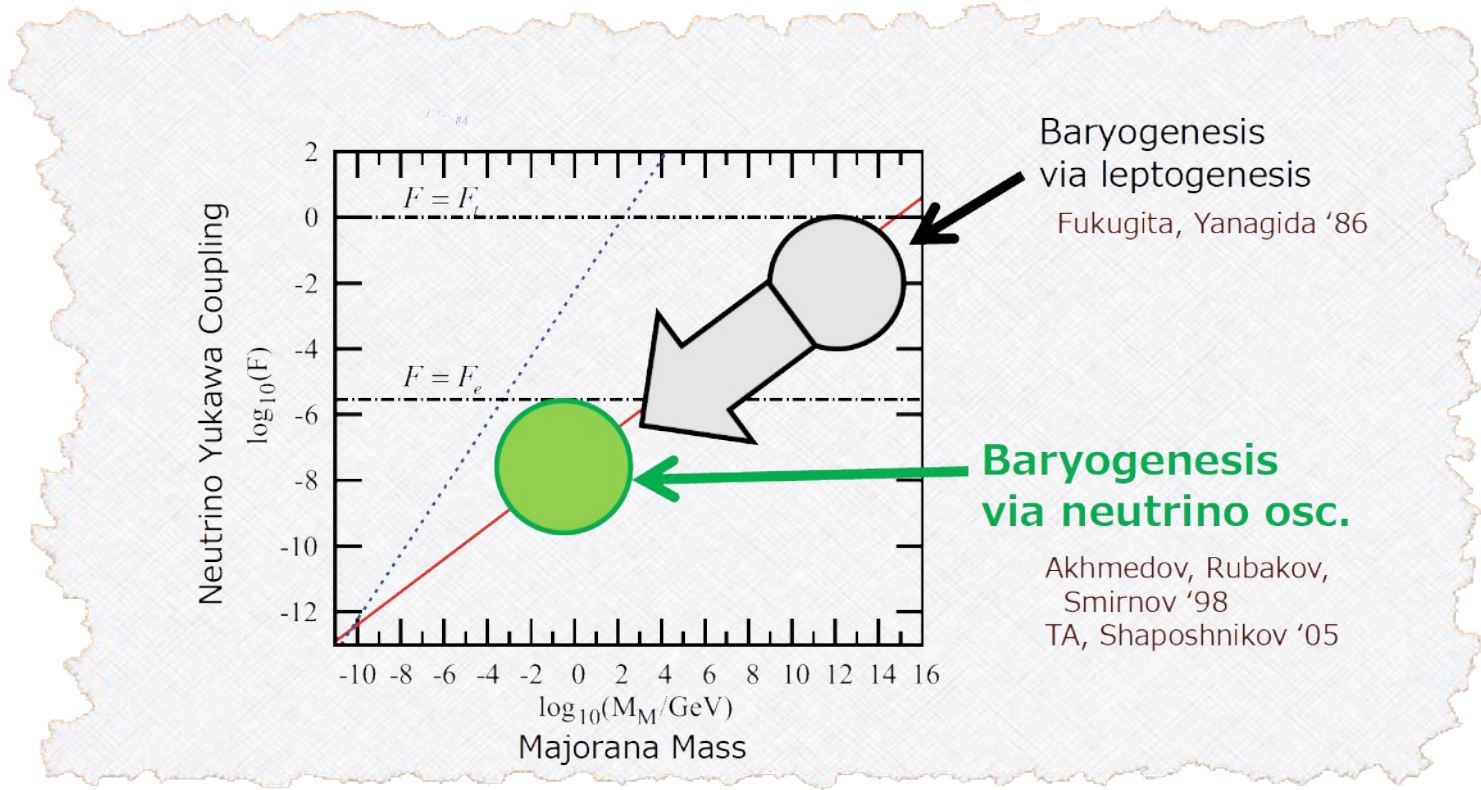 Baryogenesis
via leptogenesis
Fukugita, Yanagida ‘86
2
0
-2
-4
-6
-8
-10
-12
F = F_t
F = F_e
Neutrino Yukawa Coupling
log₁₀(F)
Baryogenesis
via neutrino osc.
Akhmedov, Rubakov,
Smirnov ‘98
TA, Shaposhnikov ‘05
-10 -8 -6 -4 -2 0 2 4 6 8 10 12 14 16
log₁₀(M_M/GeV)
Majorana Mass